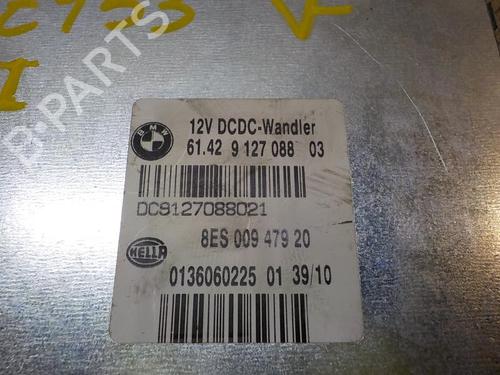 BMW
12V DCDC-Wandler
61.42 9 127 088 03
DC9127088021
8ES 009 479 20
HELLA
0136060225 01 39/10
B-PARTS